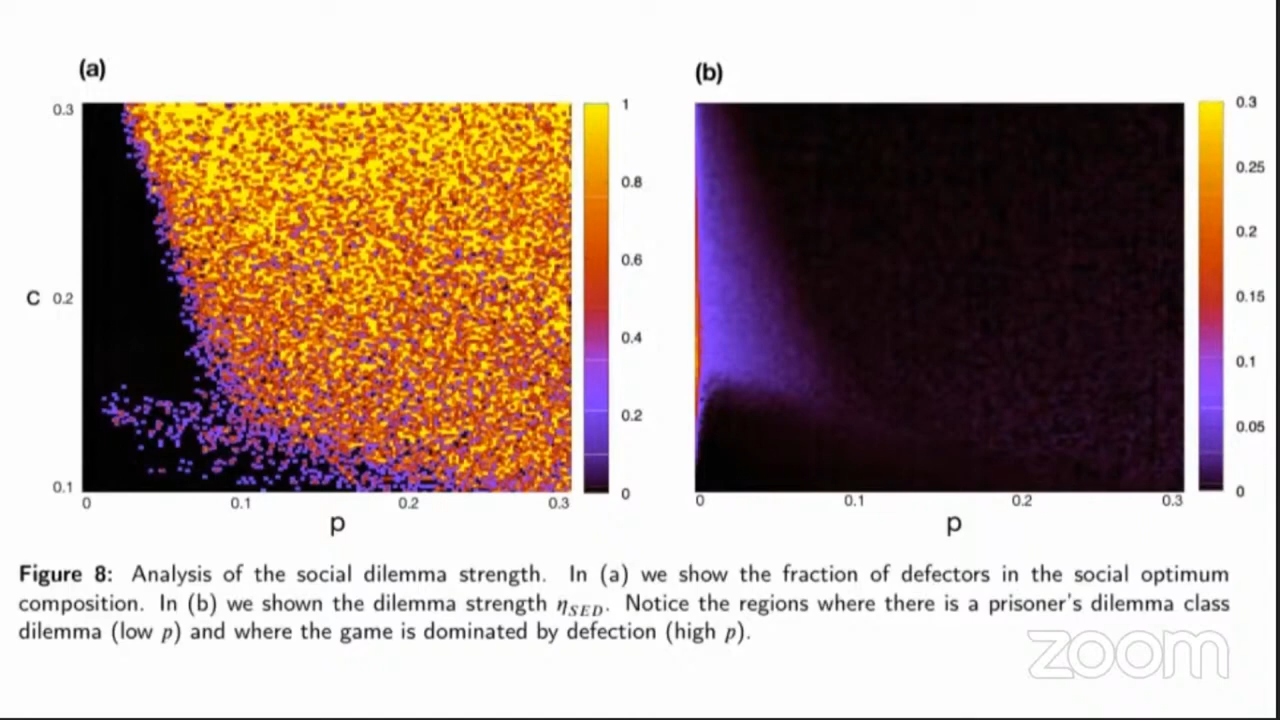 (a)
(b)
0.3
0.2
0.1
C
0
0.1
0.2
0.3
p
1
0.8
0.6
0.4
0.2
0
0
0.1
0.2
0.3
p
0.3
0.25
0.2
0.15
0.1
0.05
0
Figure 8: Analysis of the social dilemma strength. In (a) we show the fraction of defectors in the social optimum
composition. In (b) we shown the dilemma strength η_SED. Notice the regions where there is a prisoner's dilemma class
dilemma (low p) and where the game is dominated by defection (high p).
zoom